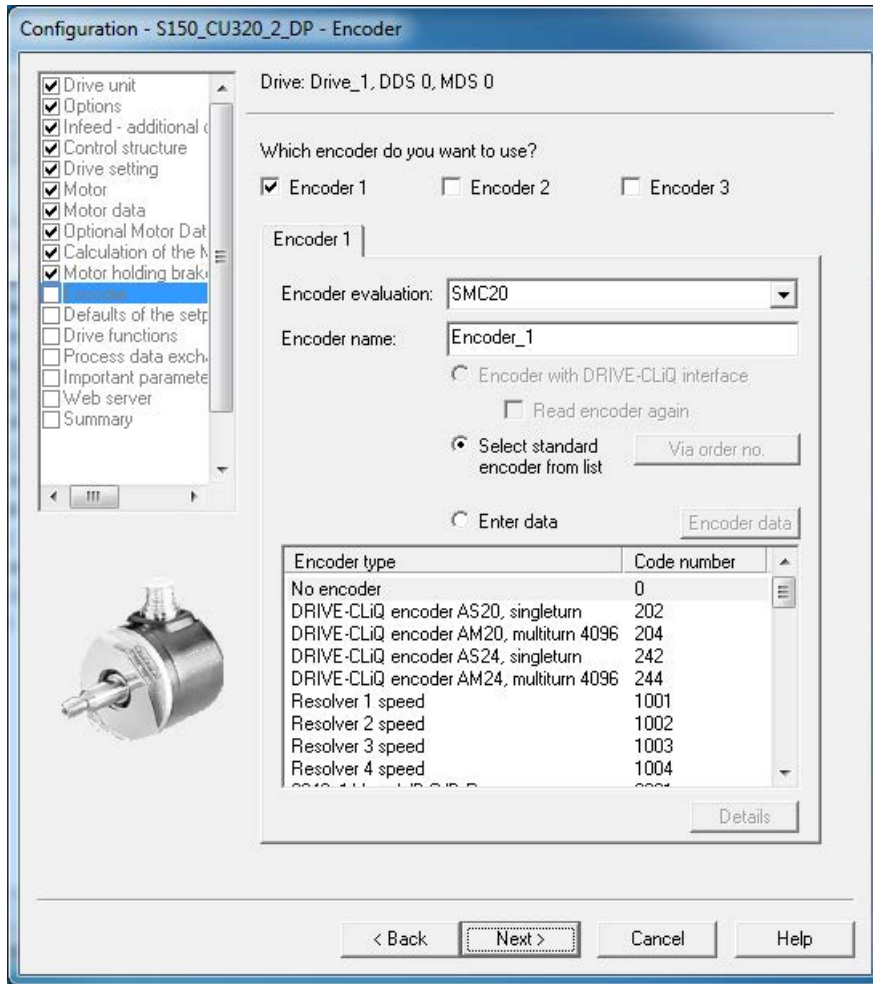 Configuration - S150_CU320_2_DP - Encoder
Drive unit
Options
Infeed - additional
Control structure
Drive setting
Motor
Motor data
Optional Motor Dat
Calculation of the
Motor holding brak
Defaults of the setp
Drive functions
Process data exch
Important paramete
Web server
Summary
Drive: Drive_1, DDS 0, MDS 0
Which encoder do you want to use?
Encoder 1 Encoder 2 Encoder 3
Encoder 1
Encoder evaluation: SMC20
Encoder name: Encoder_1
Encoder with DRIVE-CLiQ interface
Read encoder again
Select standard encoder from list Via order no.
Enter data Encoder data
Encoder type Code number
No encoder 0
DRIVE-CLiQ encoder AS20, singleturn 202
DRIVE-CLiQ encoder AM20, multiturn 4096 204
DRIVE-CLiQ encoder AS24, singleturn 242
DRIVE-CLiQ encoder AM24, multiturn 4096 244
Resolver 1 speed 1001
Resolver 2 speed 1002
Resolver 3 speed 1003
Resolver 4 speed 1004
Details
< Back Next > Cancel Help